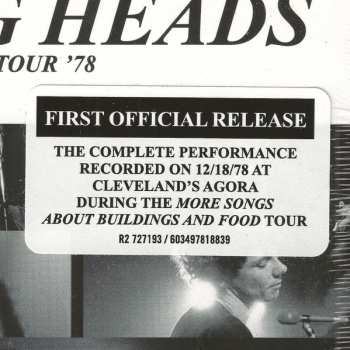 G HEADS
TOUR '78
FIRST OFFICIAL RELEASE
THE COMPLETE PERFORMANCE
RECORDED ON 12/18/78 AT
CLEVELAND'S AGORA
DURING THE MORE SONGS
ABOUT BUILDINGS AND FOOD TOUR
R2 727193 / 603497818839